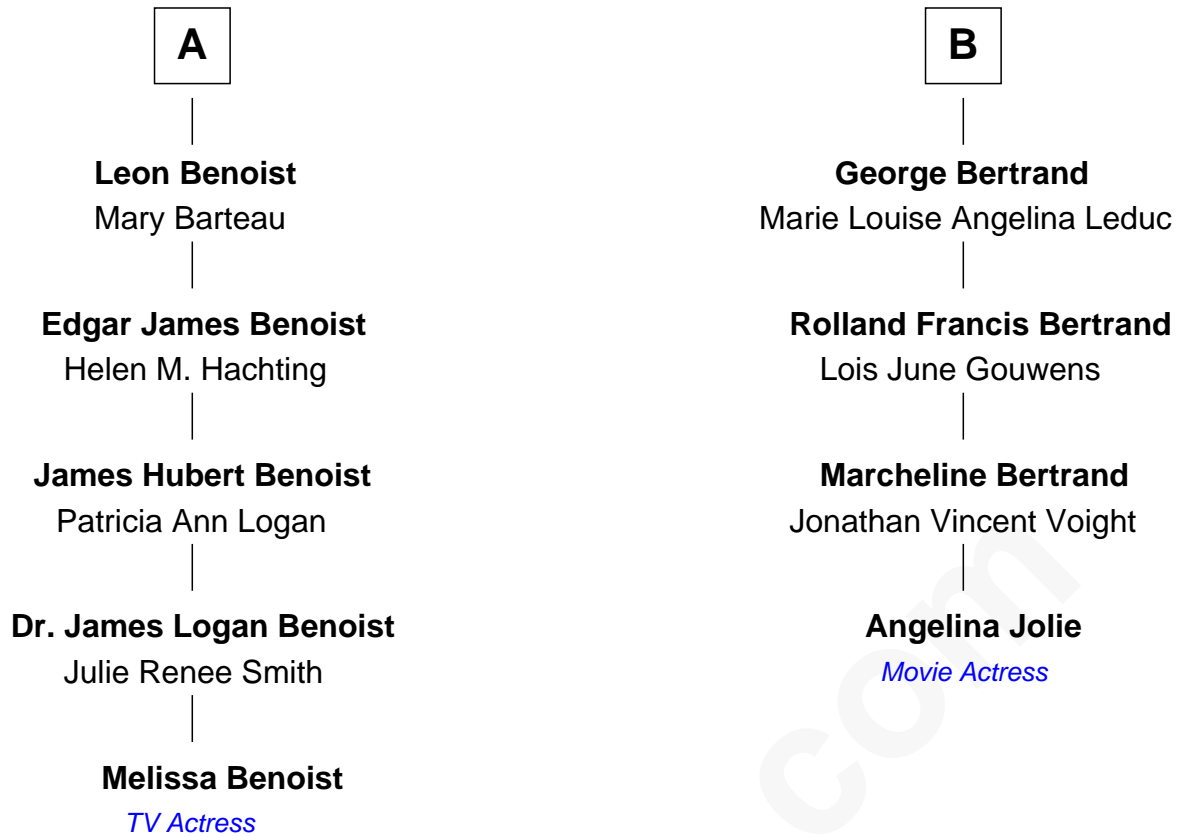 A
Leon Benoist
Mary Barteau
Edgar James Benoist
Helen M. Hachting
James Hubert Benoist
Patricia Ann Logan
Dr. James Logan Benoist
Julie Renee Smith
Melissa Benoist
TV Actress
B
George Bertrand
Marie Louise Angelina Leduc
Rolland Francis Bertrand
Lois June Gouwens
Marcheline Bertrand
Jonathan Vincent Voight
Angelina Jolie
Movie Actress
com